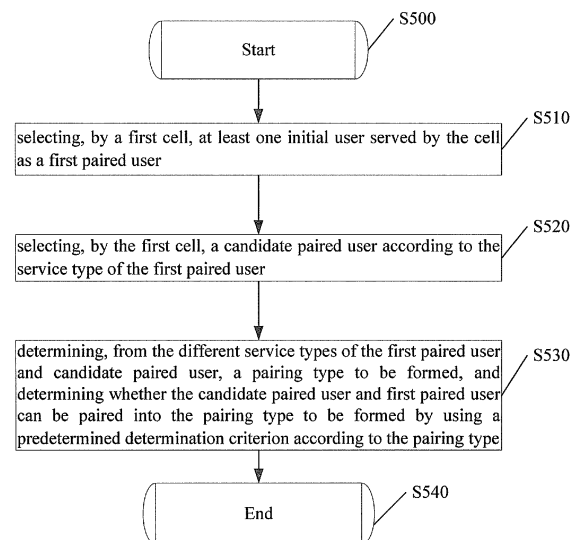 S500
Start
S510
selecting, by a first cell, at least one initial user served by the cell
as a first paired user
S520
selecting, by the first cell, a candidate paired user according to the
service type of the first paired user
S530
determining, from the different service types of the first paired user
and candidate paired user, a pairing type to be formed, and
determining whether the candidate paired user and first paired user
can be paired into the pairing type to be formed by using a
predetermined determination criterion according to the pairing type
S540
End